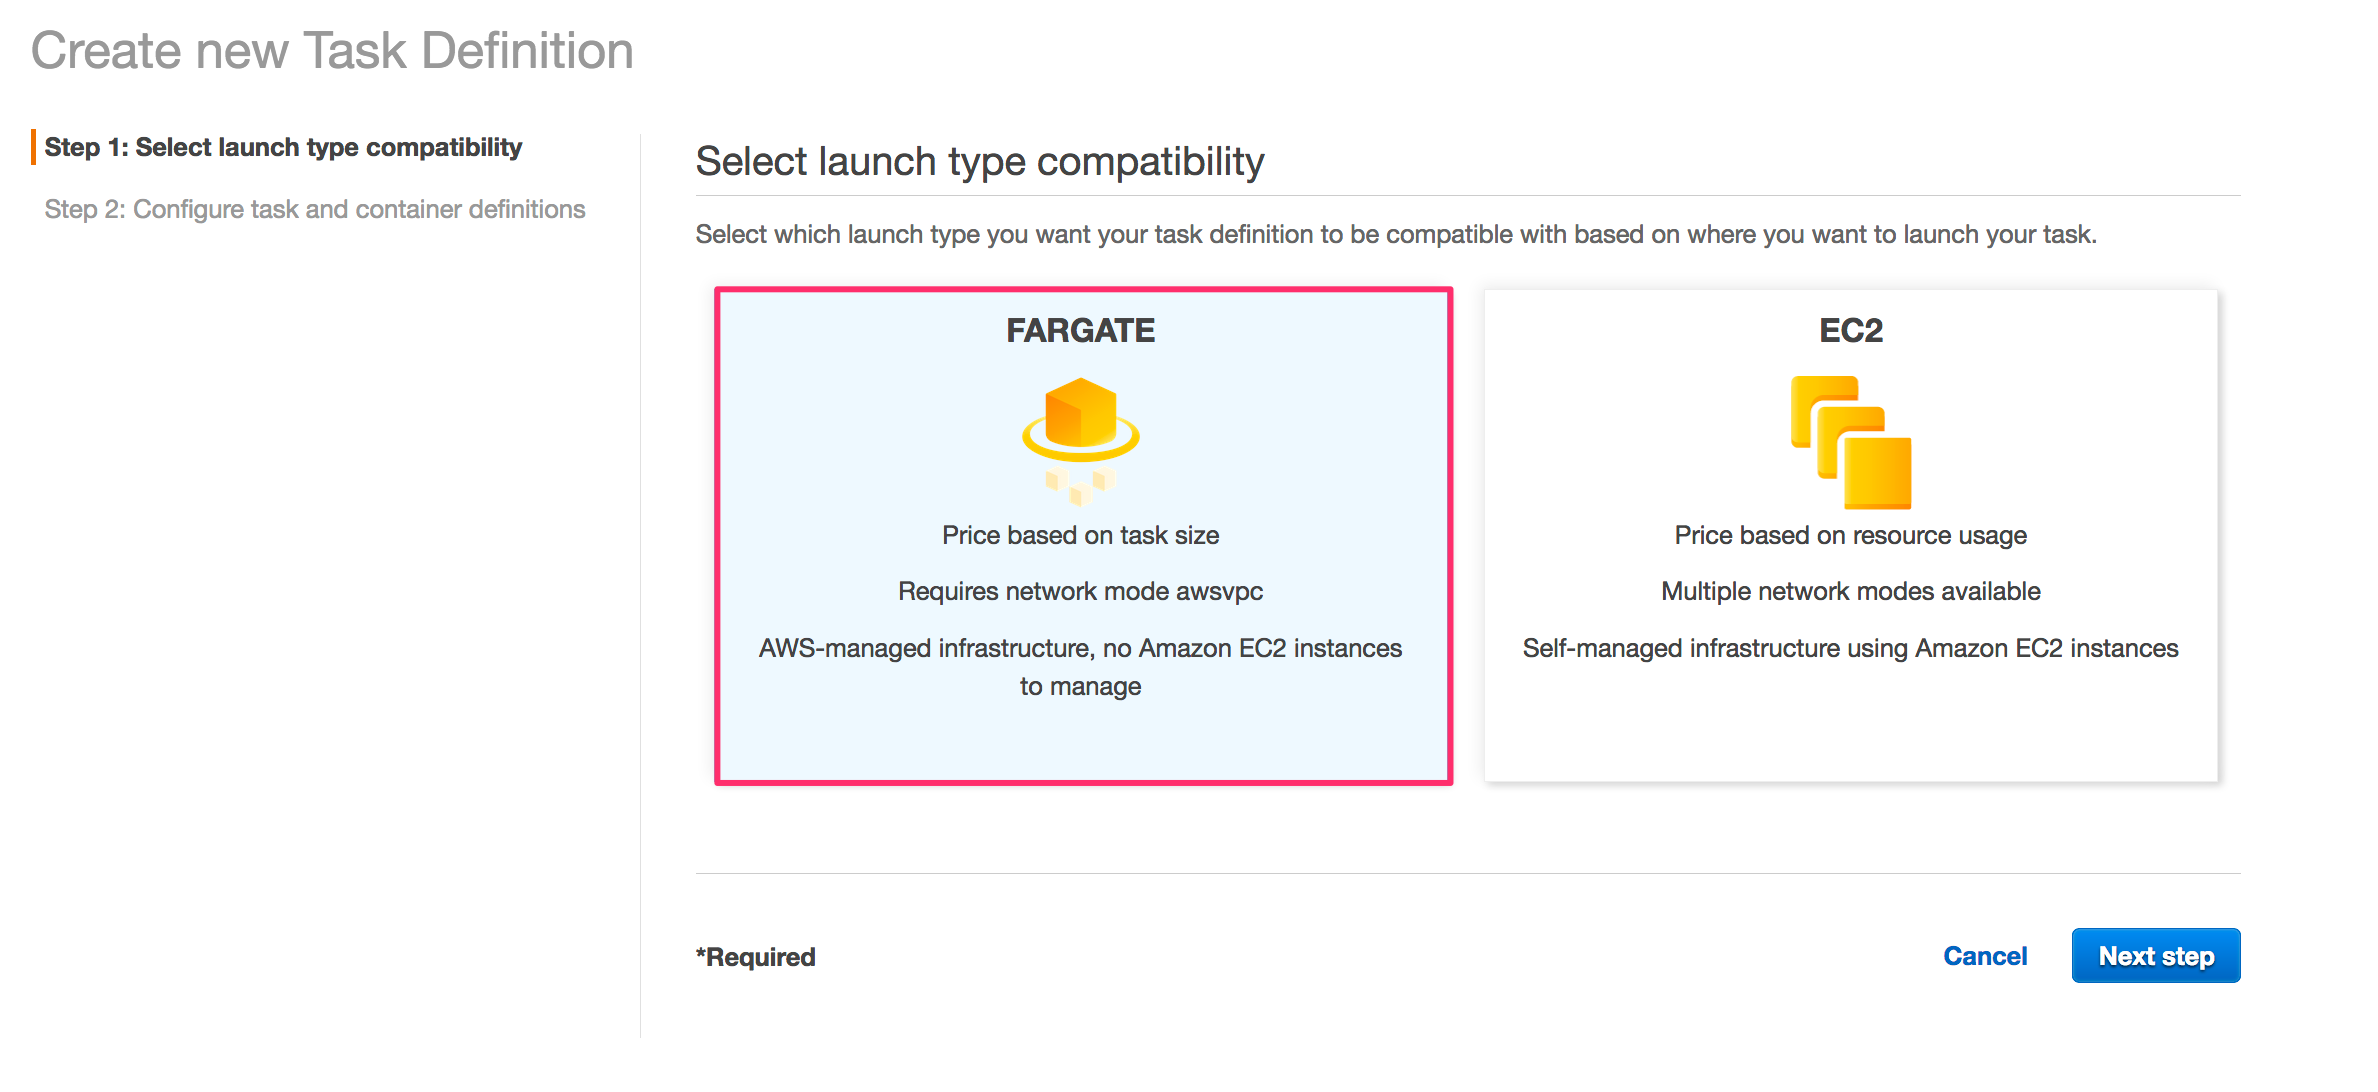 Create new Task Definition
Step 1: Select launch type compatibility
Step 2: Configure task and container definitions
Select launch type compatibility
Select which launch type you want your task definition to be compatible with based on where you want to launch your task.
FARGATE
Price based on task size
Requires network mode awsvpc
AWS-managed infrastructure, no Amazon EC2 instances
to manage
EC2
Price based on resource usage
Multiple network modes available
Self-managed infrastructure using Amazon EC2 instances
*Required
Cancel
Next step